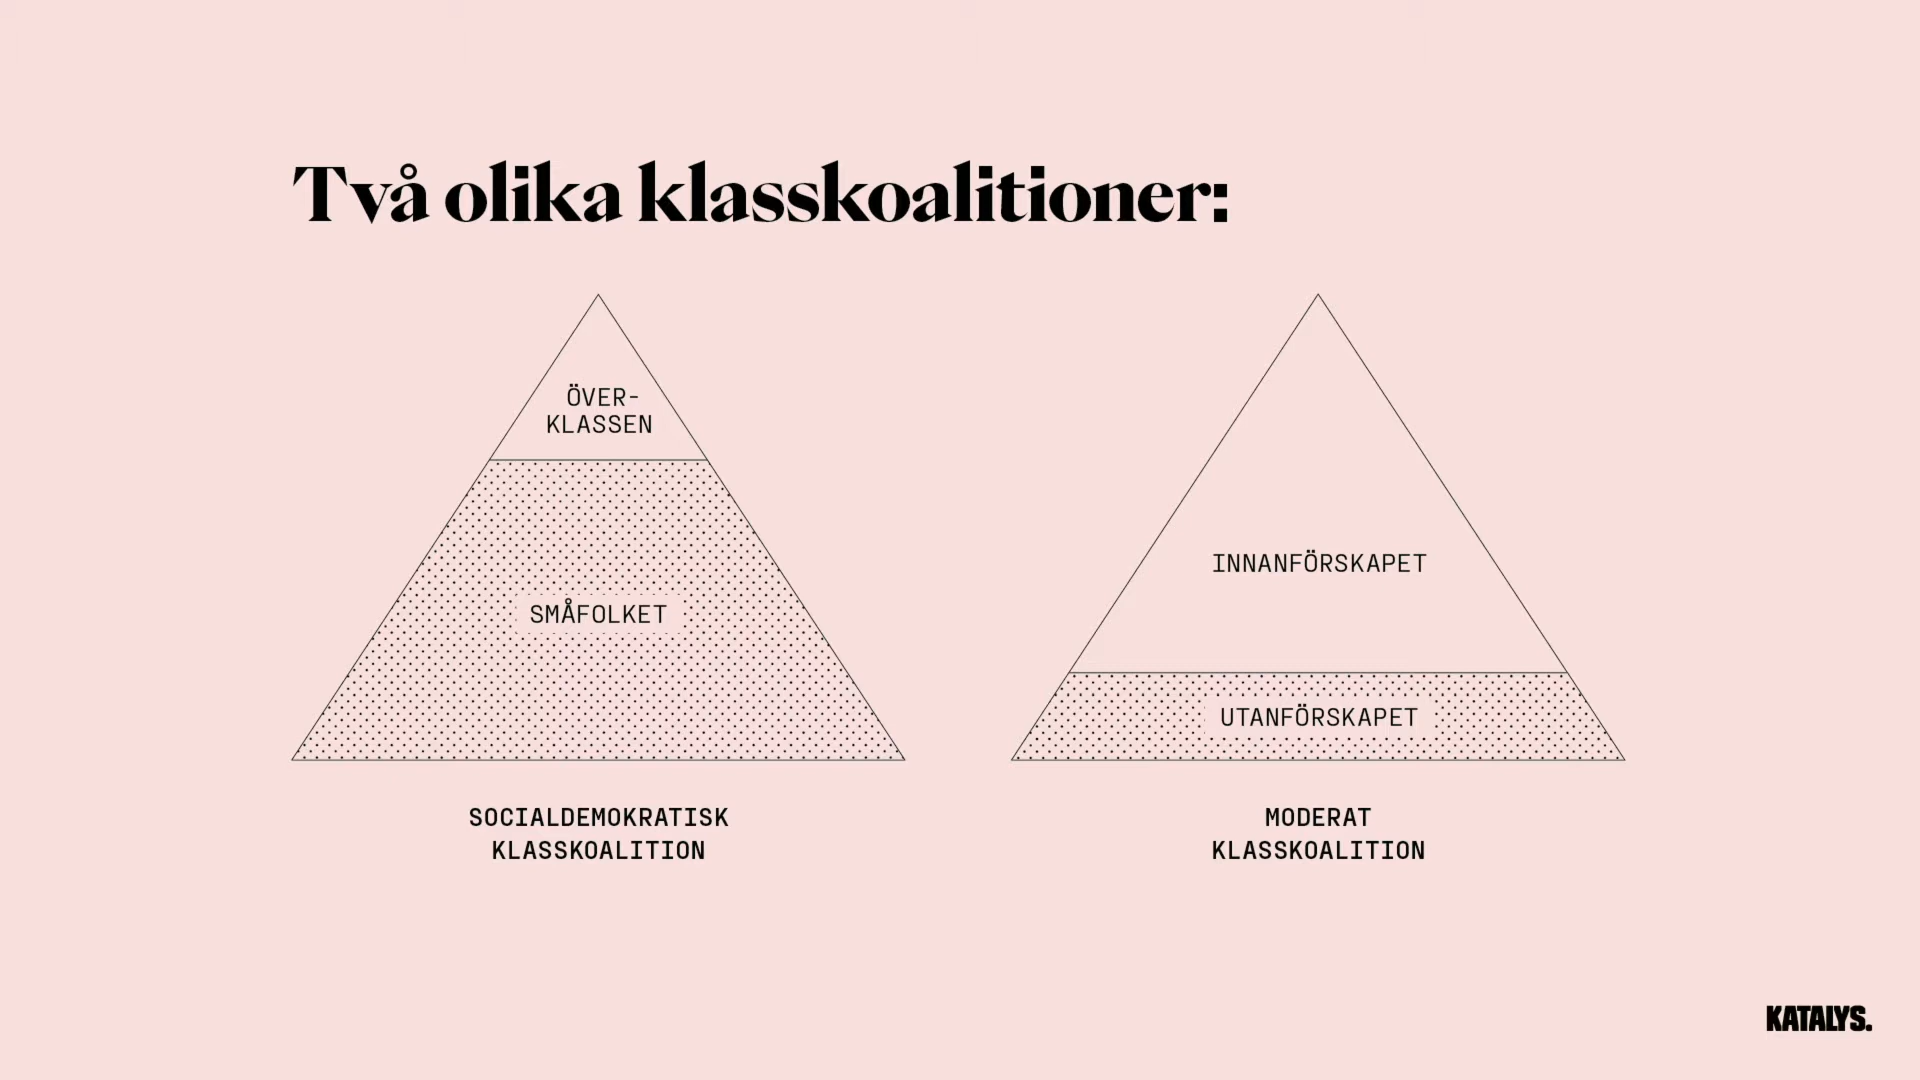 Två olika klasskoalitioner:
ÖVER-
KLASSEN
SMÅFOLKET
SOCIALDEMOKRATISK
KLASSKOALITION
INNANFÖRSKAPET
UTANFÖRSKAPET
MODERAT
KLASSKOALITION
KATALYS.